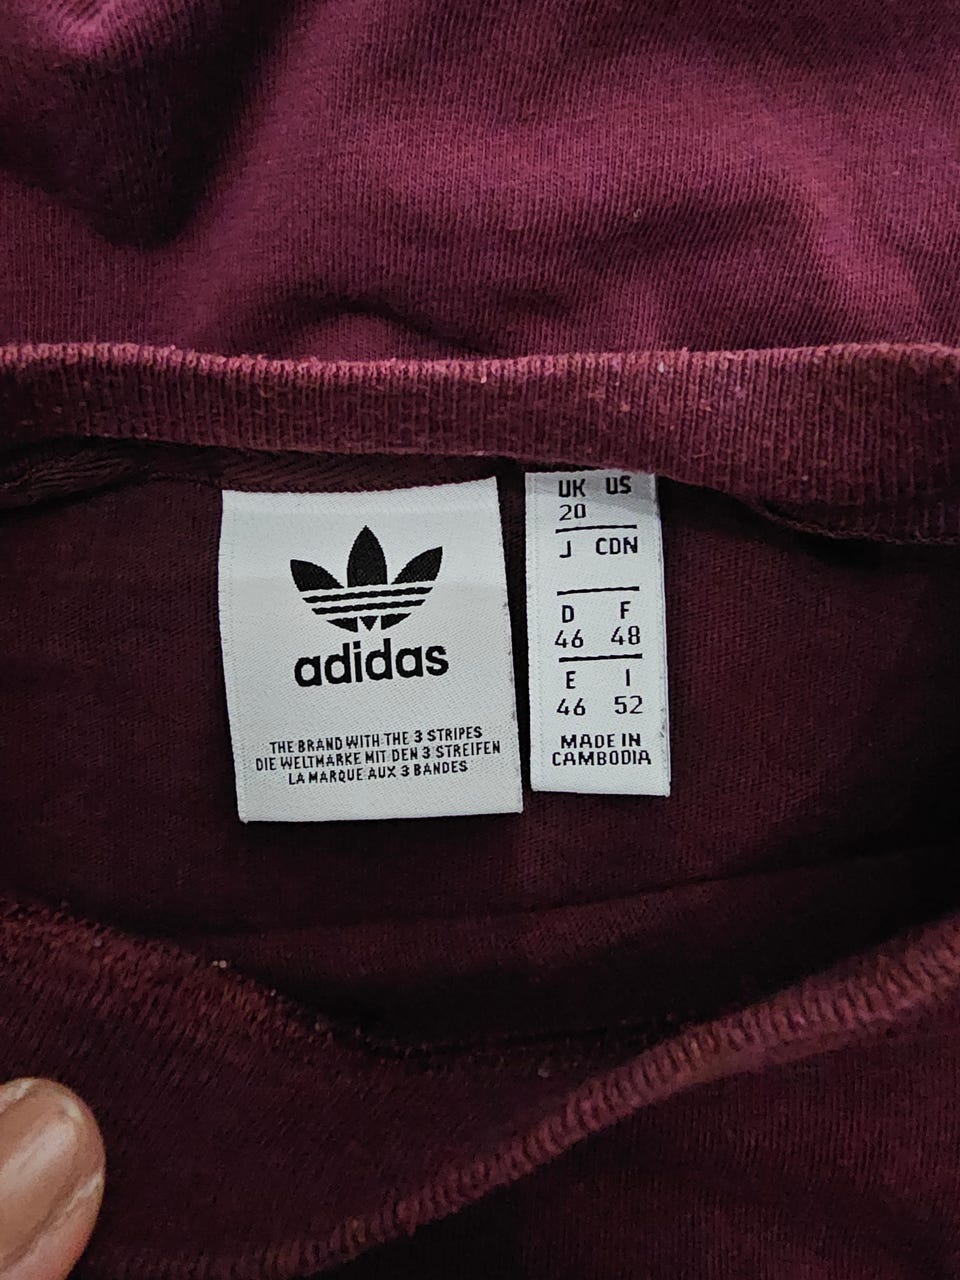 adidas
THE BRAND WITH THE 3 STRIPES
DIE WELTMARKE MIT DEN 3 STREIFEN
LA MARQUE AUX 3 BANDES
UK US
20
J CDN
D F
46 48
E I
46 52
MADE IN
CAMBODIA